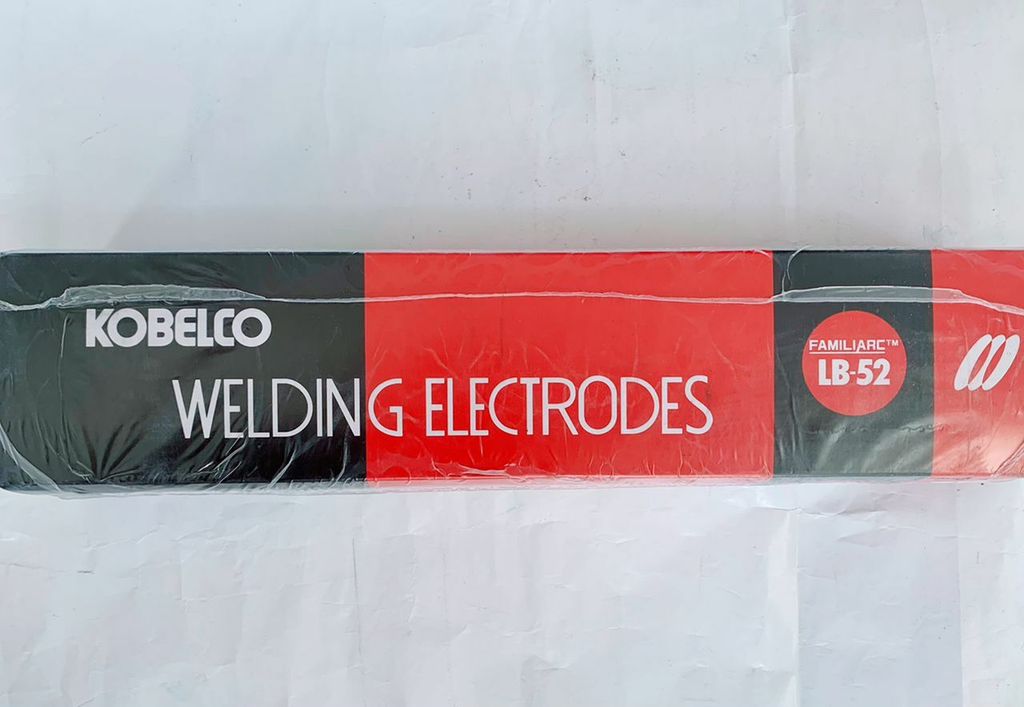 KOBELCO
WELDING ELECTRODES
FAMILIARC™
LB-52